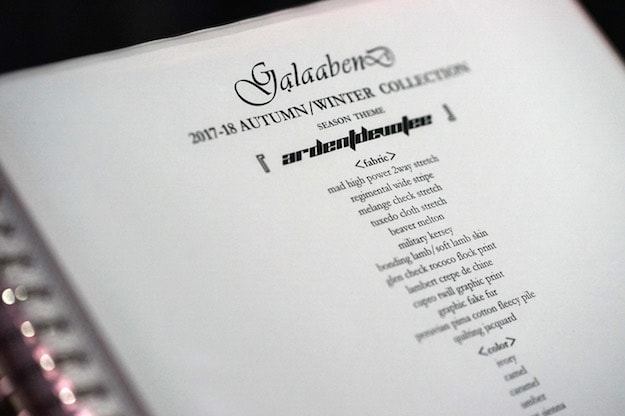 GalaabenD
2017-18 AUTUMN/WINTER COLLECTION
SEASON THEME
『 ardentdevotee 』
<fabric>
mad high power 2way stretch
regimental wide stripe
melange check stretch
tuxedo cloth stretch
beaver melton
military kersey
bonding lamb/soft lamb skin
glen check rococo flock print
lambert crepe de chine
cupro twill graphic print
graphic fake fur
peruvian pima cotton fleecy pile
quilting jacquard
<color>
ivory
camel
caramel
amber
sienna